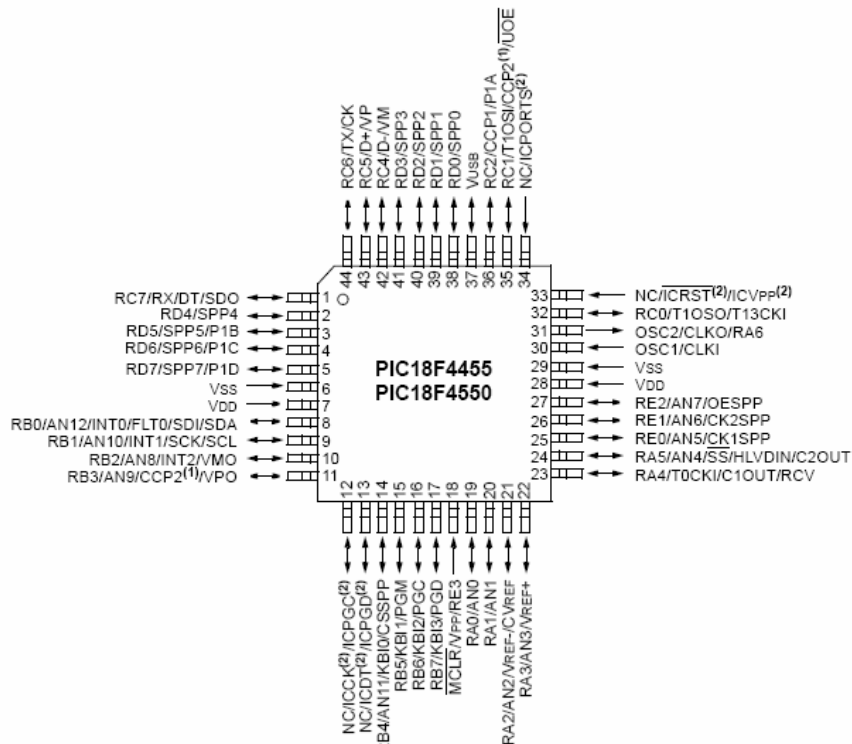 RC6/TX/CK
RC5/D+/VP
RC4/D-/VM
RD3/SPP3
RD2/SPP2
RD1/SPP1
RD0/SPP0
VUSB
RC2/CCP1/P1A
RC1/T1OSI/CCP2(1)/UOE
NC/ICPORTS(2)
44
43
42
41
40
39
38
37
36
35
34
RC7/RX/DT/SDO 1
RD4/SPP4 2
RD5/SPP5/P1B 3
RD6/SPP6/P1C 4
RD7/SPP7/P1D 5
VSS 6
VDD 7
RB0/AN12/INT0/FLT0/SDI/SDA 8
RB1/AN10/INT1/SCK/SCL 9
RB2/AN8/INT2/VMO 10
RB3/AN9/CCP2(1)/VPO 11
PIC18F4455
PIC18F4550
33 NC/ICRST(2)/ICVPP(2)
32 RC0/T1OSO/T13CKI
31 OSC2/CLKO/RA6
30 OSC1/CLKI
29 VSS
28 VDD
27 RE2/AN7/OESPP
26 RE1/AN6/CK2SPP
25 RE0/AN5/CK1SPP
24 RA5/AN4/SS/HLVDIN/C2OUT
23 RA4/T0CKI/C1OUT/RCV
12
13
14
15
16
17
18
19
20
21
22
NC/ICCK(2)/ICPGC(2)
NC/ICDT(2)/ICPGD(2)
RB4/AN11/KBI0/CSSPP
RB5/KBI1/PGM
RB6/KBI2/PGC
RB7/KBI3/PGD
MCLR/VPP/RE3
RA0/AN0
RA1/AN1
RA2/AN2/VREF-/CVREF
RA3/AN3/VREF+